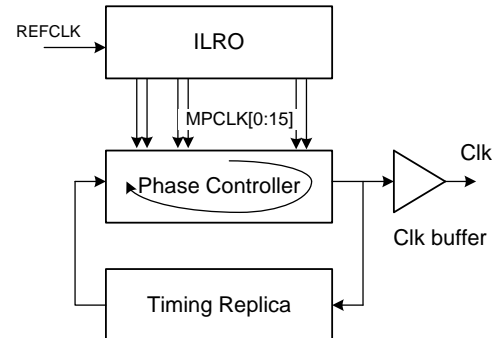 REFCLK
ILRO
MPCLK[0:15]
Phase Controller
Clk
Clk buffer
Timing Replica